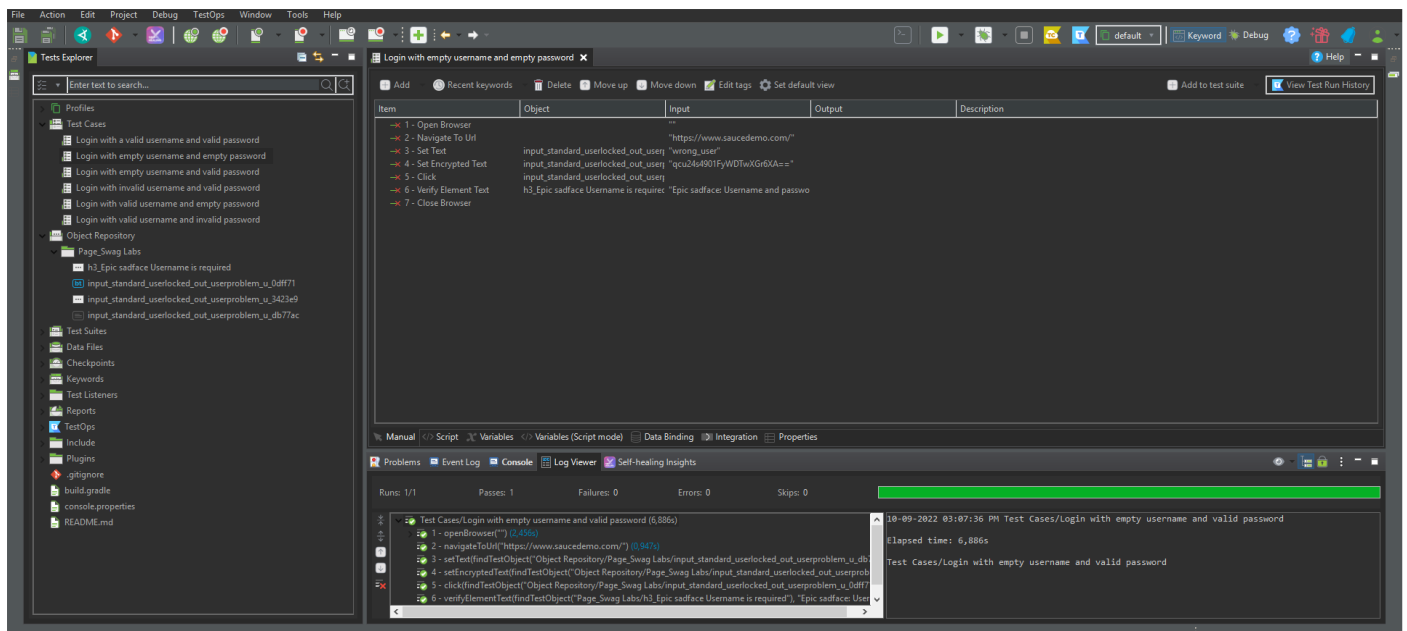 File Action Edit Project Debug TestOps Window Tools Help
default Keyword Debug
Tests Explorer
Login with empty username and empty password
Help
Enter text to search...
Add Recent keywords Delete Move up Move down Edit tags Set default view Add to test suite View Test Run History
Profiles
Test Cases
Login with a valid username and valid password
Login with empty username and empty password
Login with empty username and valid password
Login with invalid username and valid password
Login with valid username and empty password
Login with valid username and invalid password
Object Repository
Page_Swag Labs
h3_Epic sadface Username is required
input_standard_userlocked_out_userproblem_u_0dff71
input_standard_userlocked_out_userproblem_u_3423e9
input_standard_userlocked_out_userproblem_u_db77ac
Test Suites
Data Files
Checkpoints
Keywords
Test Listeners
Reports
TestOps
Include
Plugins
.gitignore
build.gradle
console.properties
README.md
Item Object Input Output Description
1 - Open Browser ""
2 - Navigate To Url "https://www.saucedemo.com/"
3 - Set Text input_standard_userlocked_out_user "wrong_user"
4 - Set Encrypted Text input_standard_userlocked_out_user "qcu24s4901FyWDTwXGr6XA=="
5 - Click input_standard_userlocked_out_user
6 - Verify Element Text h3_Epic sadface Username is require "Epic sadface: Username and passwo
7 - Close Browser
Manual </> Script Variables </> Variables (Script mode) Data Binding Integration Properties
Problems Event Log Console Log Viewer Self-healing Insights
Runs: 1/1 Passes: 1 Failures: 0 Errors: 0 Skips: 0
Test Cases/Login with empty username and valid password (6,886s)
1 - openBrowser("") (2,456s)
2 - navigateToUrl("https://www.saucedemo.com/") (0,947s)
3 - setText(findTestObject("Object Repository/Page_Swag Labs/input_standard_userlocked_out_userproblem_u_db
4 - setEncryptedText(findTestObject("Object Repository/Page_Swag Labs/input_standard_userlocked_out_userprob
5 - click(findTestObject("Object Repository/Page_Swag Labs/input_standard_userlocked_out_userproblem_u_0dff7
6 - verifyElementText(findTestObject("Page_Swag Labs/h3_Epic sadface Username is required"), "Epic sadface: User
10-09-2022 03:07:36 PM Test Cases/Login with empty username and valid password
Elapsed time: 6,886s
Test Cases/Login with empty username and valid password